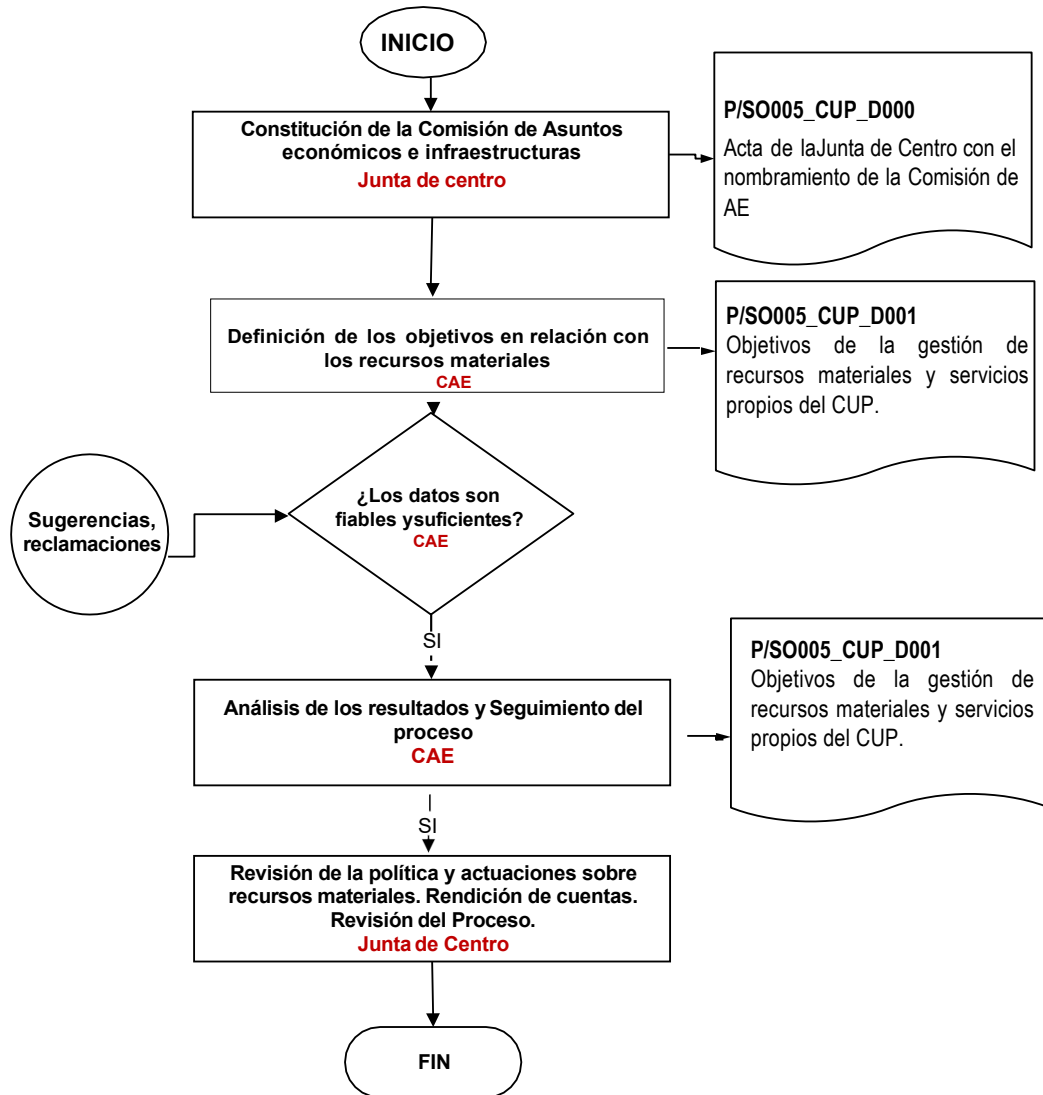 INICIO
Constitución de la Comisión de Asuntos
económicos e infraestructuras
Junta de centro
P/SO005_CUP_D000
Acta de laJunta de Centro con el
nombramiento de la Comisión de
AE
Definición de los objetivos en relación con
los recursos materiales
CAE
P/SO005_CUP_D001
Objetivos de la gestión de
recursos materiales y servicios
propios del CUP.
Sugerencias,
reclamaciones
¿Los datos son
fiables ysuficientes?
CAE
SI
Análisis de los resultados y Seguimiento del
proceso
CAE
P/SO005_CUP_D001
Objetivos de la gestión de
recursos materiales y servicios
propios del CUP.
SI
Revisión de la política y actuaciones sobre
recursos materiales. Rendición de cuentas.
Revisión del Proceso.
Junta de Centro
FIN